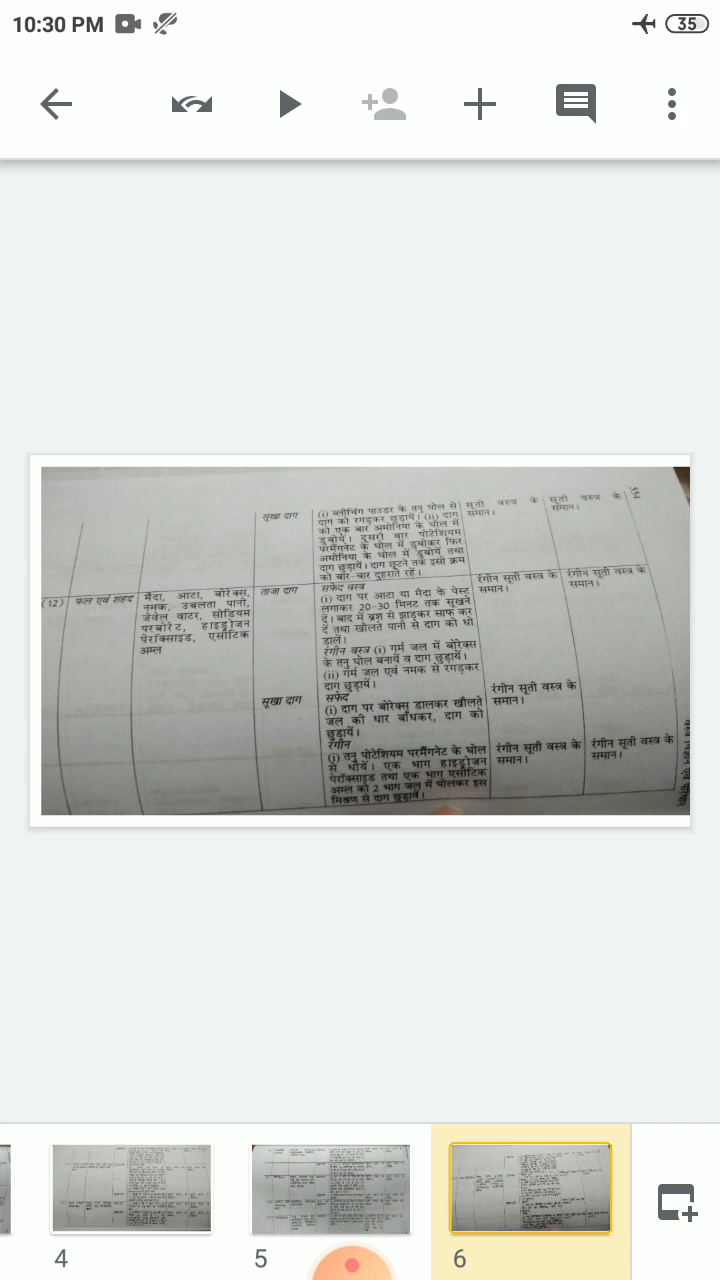 10:30 PM
35
334
सूखा दाग
(i) ब्लीचिंग पाउडर के तनु घोल से
दाग को रगड़कर छुड़ायें। (ii) दाग
को एक बार अमोनिया के घोल में
डुबोयें। दूसरी बार पोटेशियम
परमैंगनेट के घोल में डुबोकर फिर
अमोनिया के घोल में डुबोयें तथा
दाग छुड़ायें। दाग छूटने तक इसी क्रम
को बार-बार दुहराते रहें।
सूती वस्त्र के
समान।
सूती वस्त्र के
समान।
(12)
फल एवं शहद
मैदा, आटा, बोरेक्स,
नमक, उबलता पानी,
जेवेल वाटर, सोडियम
परबोरेट, हाइड्रोजन
पेरॉक्साइड, एसीटिक
अम्ल
ताजा दाग
सफेद वस्त्र
(i) दाग पर आटा या मैदा के पेस्ट
लगाकर 20-30 मिनट तक सूखने
दें। बाद में ब्रश से झाड़कर साफ कर
दें तथा खौलते पानी से दाग को धो
डालें।
रंगीन वस्त्र (i) गर्म जल में बोरेक्स
के तनु घोल बनायें व दाग छुड़ायें।
(ii) गर्म जल एवं नमक से रगड़कर
दाग छुड़ायें।
रंगीन सूती वस्त्र के
समान।
रंगीन सूती वस्त्र के
समान।
सूखा दाग
सफेद
(i) दाग पर बोरेक्स डालकर खौलते
जल की धार बाँधकर, दाग को
छुड़ायें।
रंगीन सूती वस्त्र के
समान।
रंगीन
(i) तनु पोटेशियम परमैंगनेट के घोल
से धोयें। एक भाग हाइड्रोजन
पेरॉक्साइड तथा एक भाग एसीटिक
अम्ल को 2 भाग जल में घोलकर इस
मिश्रण से दाग छुड़ावें।
रंगीन सूती वस्त्र के
समान।
रंगीन सूती वस्त्र के
समान।
4
5
6